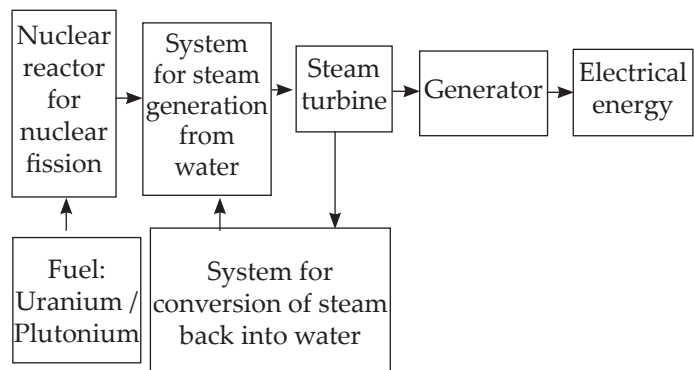 Nuclear
reactor
for
nuclear
fission
System
for steam
generation
from
water
Steam
turbine
Generator
Electrical
energy
Fuel:
Uranium /
Plutonium
System for
conversion of steam
back into water